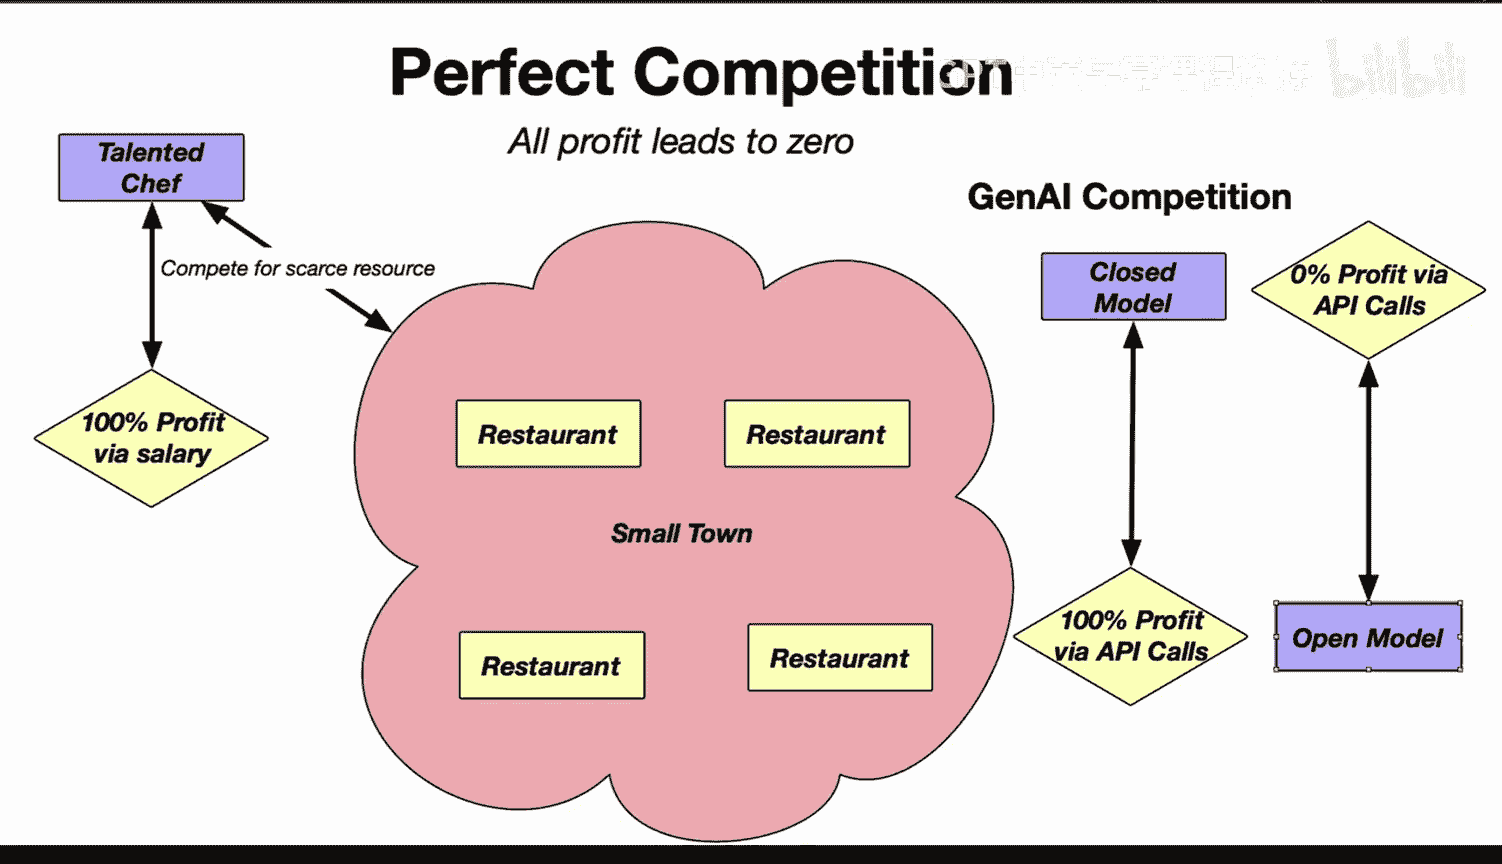 Perfect Competition
bilibili
All profit leads to zero
Talented
Chef
Compete for scarce resource
100% Profit
via salary
Restaurant
Restaurant
Small Town
Restaurant
Restaurant
GenAI Competition
Closed
Model
0% Profit via
API Calls
100% Profit
via API Calls
Open Model